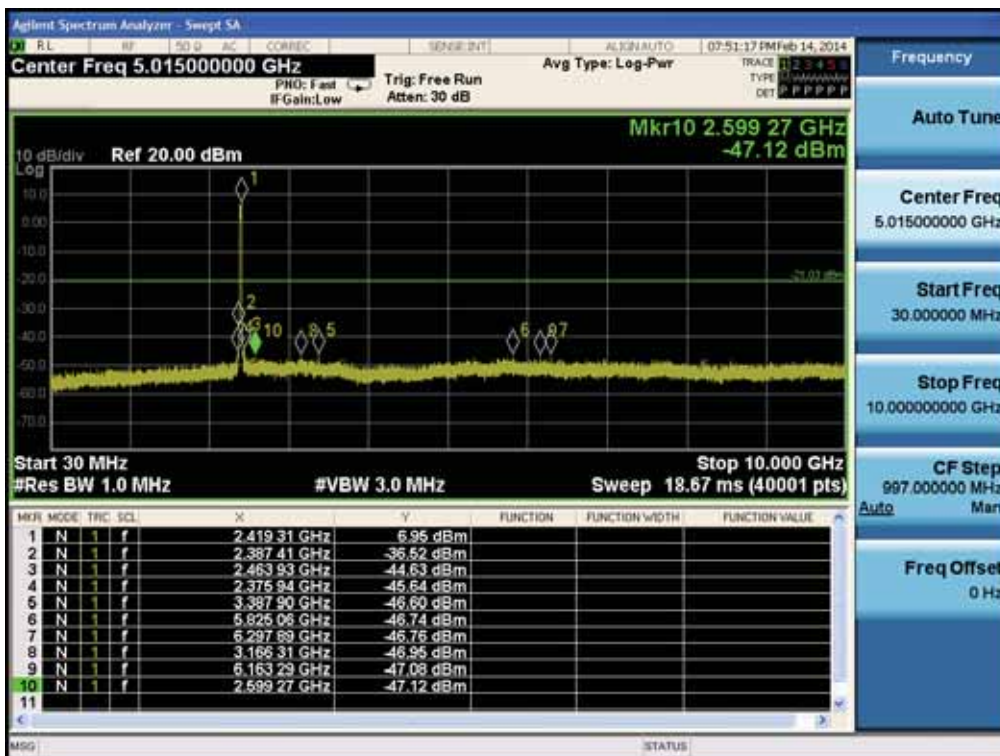 Agilent Spectrum Analyzer - Swept SA
RL RF 50 Ω AC CORREC SENSE:INT ALIGNAUTO 07:51:17 PMFeb 14, 2014
Center Freq 5.015000000 GHz
PNO: Fast
IFGain:Low
Trig: Free Run
Atten: 30 dB
Avg Type: Log-Pwr
TRACE 1 2 3 4 5 6
TYPE
DET P P P P P P
Mkr10 2.599 27 GHz
-47.12 dBm
10 dB/div Ref 20.00 dBm
Log
10.0
0.00
-10.0
-20.0
-30.0
-40.0
-50.0
-60.0
-70.0
-21.03 dBm
1
2
10
8 5
6
9 7
Start 30 MHz
Stop 10.000 GHz
#Res BW 1.0 MHz
#VBW 3.0 MHz
Sweep 18.67 ms (40001 pts)
MKR MODE TRC SCL X Y FUNCTION FUNCTION WIDTH FUNCTION VALUE
1 N 1 f 2.419 31 GHz 6.95 dBm
2 N 1 f 2.387 41 GHz -36.52 dBm
3 N 1 f 2.463 93 GHz -44.63 dBm
4 N 1 f 2.375 94 GHz -45.64 dBm
5 N 1 f 3.387 90 GHz -46.60 dBm
6 N 1 f 5.825 06 GHz -46.74 dBm
7 N 1 f 6.297 89 GHz -46.76 dBm
8 N 1 f 3.166 31 GHz -46.95 dBm
9 N 1 f 6.163 29 GHz -47.08 dBm
10 N 1 f 2.599 27 GHz -47.12 dBm
11
MSG
STATUS
Frequency
Auto Tune
Center Freq
5.015000000 GHz
Start Freq
30.000000 MHz
Stop Freq
10.000000000 GHz
CF Step
997.000000 MHz
Auto Man
Freq Offset
0 Hz